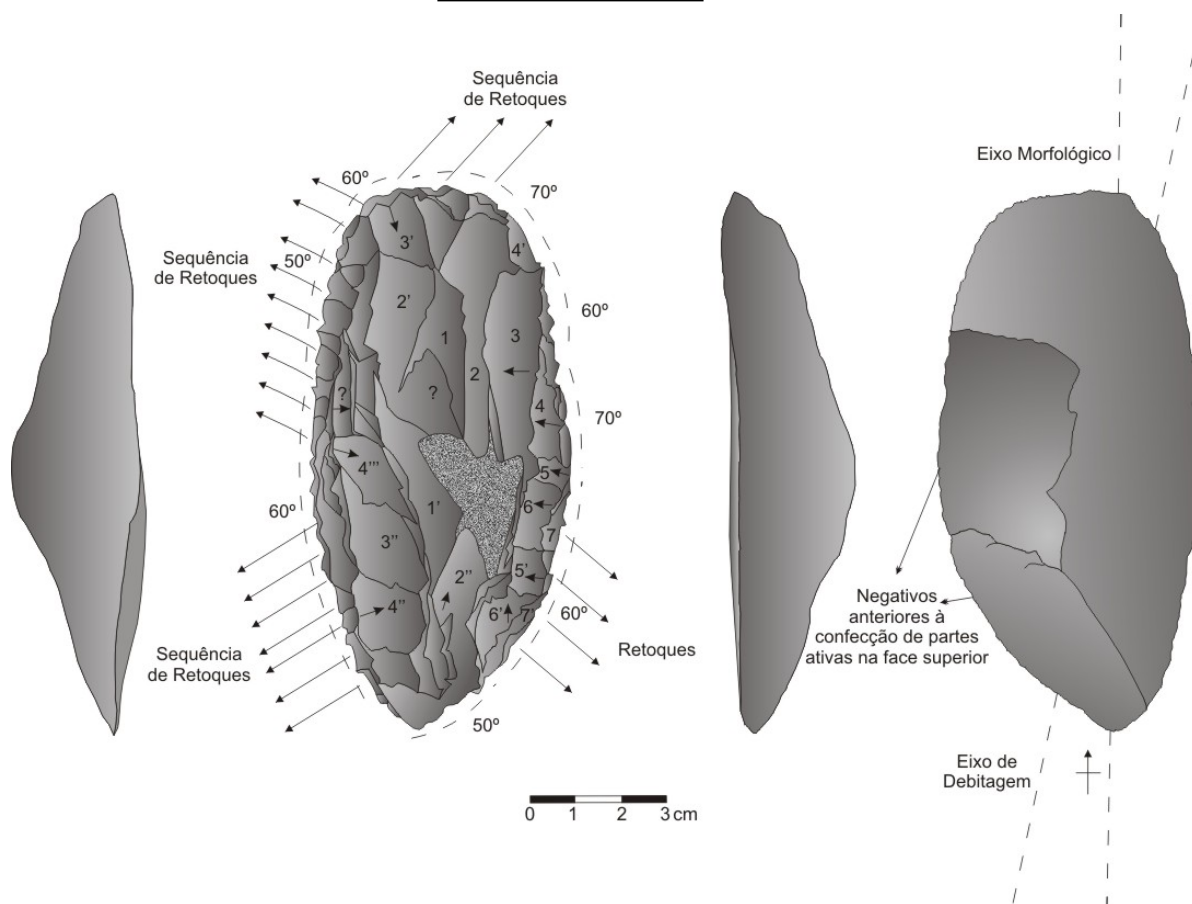 Sequência
de Retoques
Eixo Morfológico
60º
70º
3'
4'
Sequência
de Retoques
50º
2'
60º
1
3
2
?
?
4
70º
4'''
5
1'
6
60º
7
3''
2''
5'
4''
6'
7'
60º
Negativos
anteriores à
confecção de partes
ativas na face superior
Retoques
Sequência
de Retoques
50º
Eixo de
Debitagem
0 1 2 3 cm